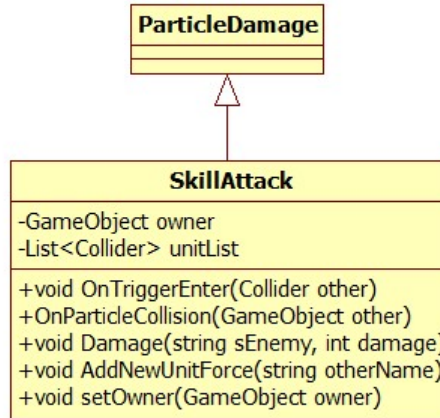 ParticleDamage
SkillAttack
-GameObject owner
-List<Collider> unitList
+void OnTriggerEnter(Collider other)
+OnParticleCollision(GameObject other)
+void Damage(string sEnemy, int damage)
+void AddNewUnitForce(string otherName)
+void setOwner(GameObject owner)